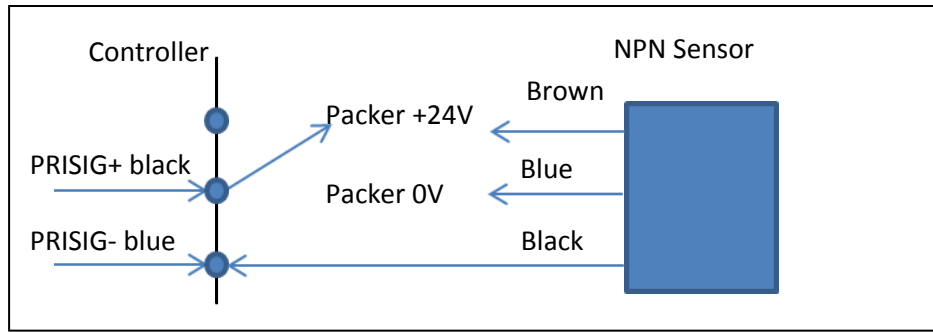 Controller
NPN Sensor
Brown
Packer +24V
PRISIG+ black
Blue
Packer 0V
PRISIG- blue
Black